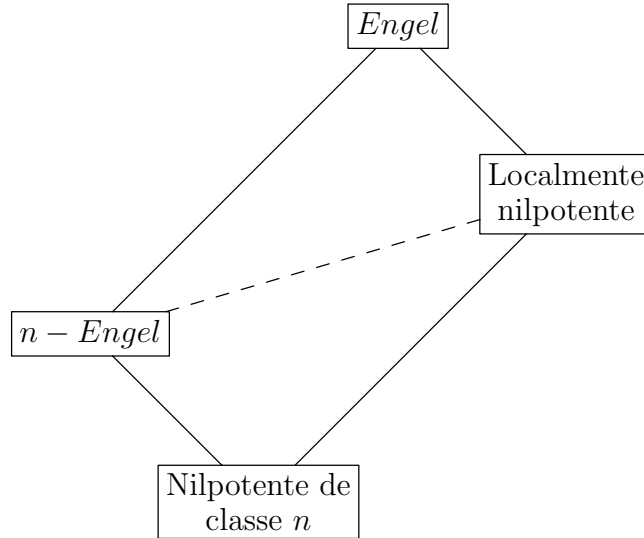 Engel
Localmente
nilpotente
n − Engel
Nilpotente de
classe n